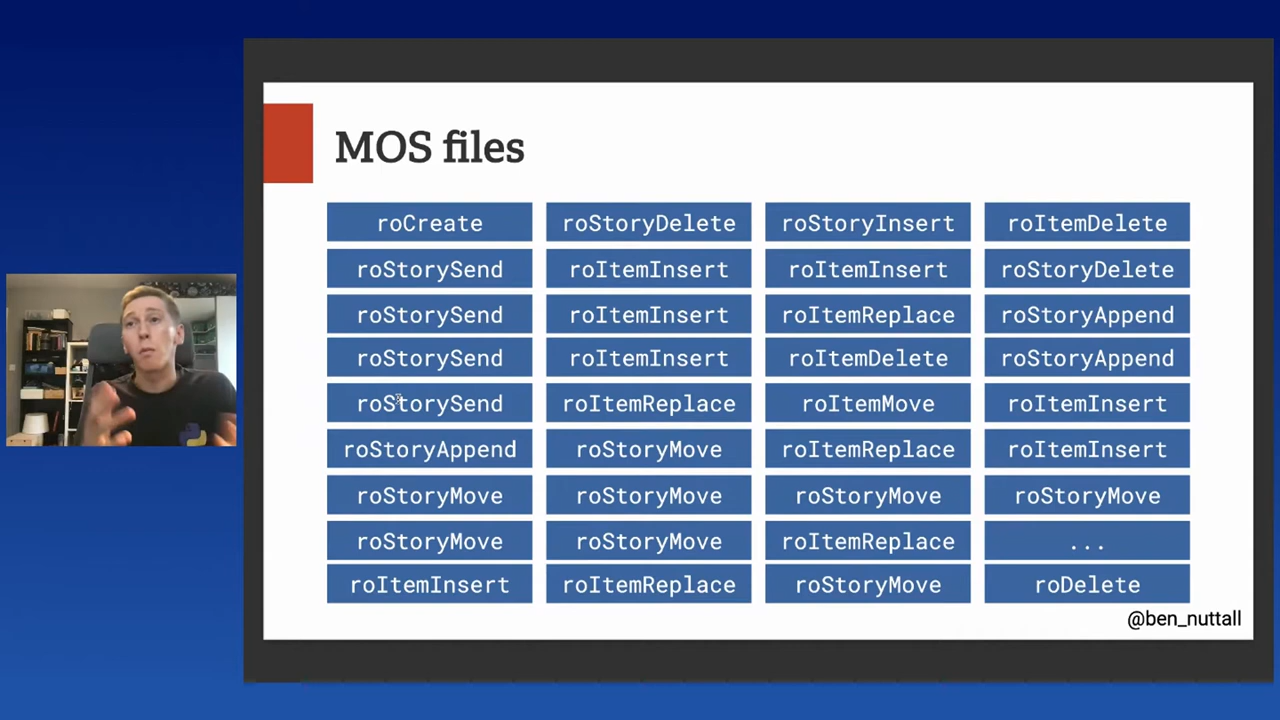 MOS files
roCreate
roStorySend
roStorySend
roStorySend
roStorySend
roStoryAppend
roStoryMove
roStoryMove
roItemInsert
roStoryDelete
roItemInsert
roItemInsert
roItemInsert
roItemReplace
roStoryMove
roStoryMove
roStoryMove
roItemReplace
roStoryInsert
roItemInsert
roItemReplace
roItemDelete
roItemMove
roItemReplace
roStoryMove
roItemReplace
roStoryMove
roItemDelete
roStoryDelete
roStoryAppend
roStoryAppend
roItemInsert
roItemInsert
roStoryMove
...
roDelete
@ben_nuttall